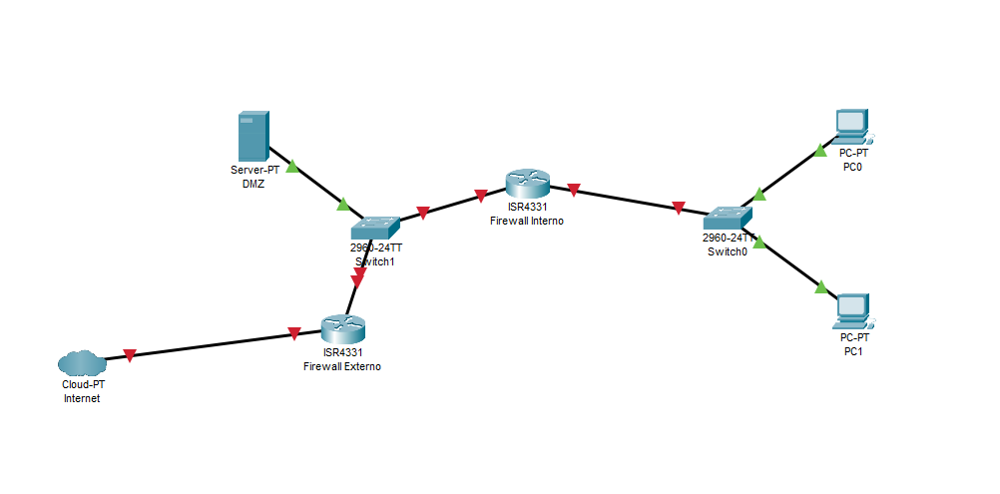 Server-PT
DMZ
ISR4331
Firewall Interno
PC-PT
PC0
2960-24TT
Switch1
2960-24TT
Switch0
ISR4331
Firewall Externo
PC-PT
PC1
Cloud-PT
Internet